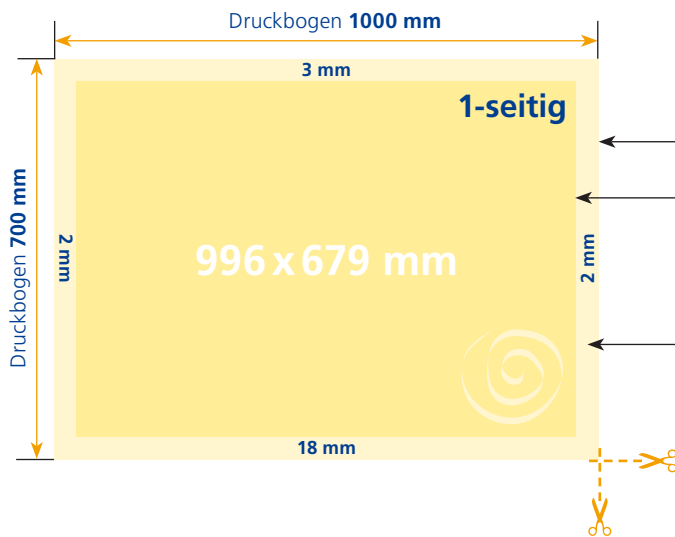 Druckbogen 1000 mm
3 mm
1-seitig
Druckbogen 700 mm
2 mm
996 x 679 mm
2 mm
18 mm